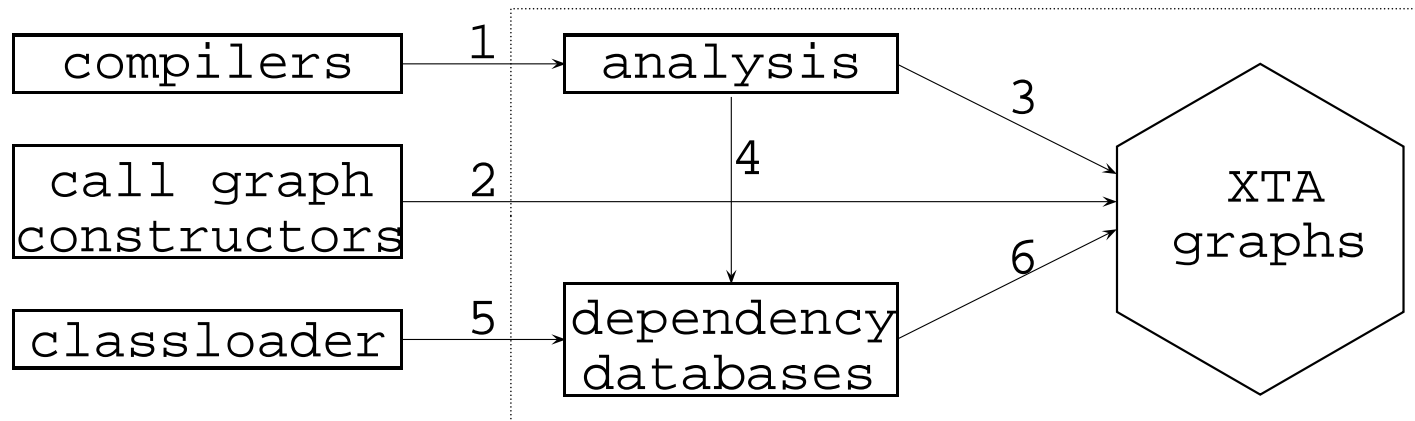 compilers
1
analysis
3
call graph
constructors
2
4
XTA
graphs
classloader
5
dependency
databases
6